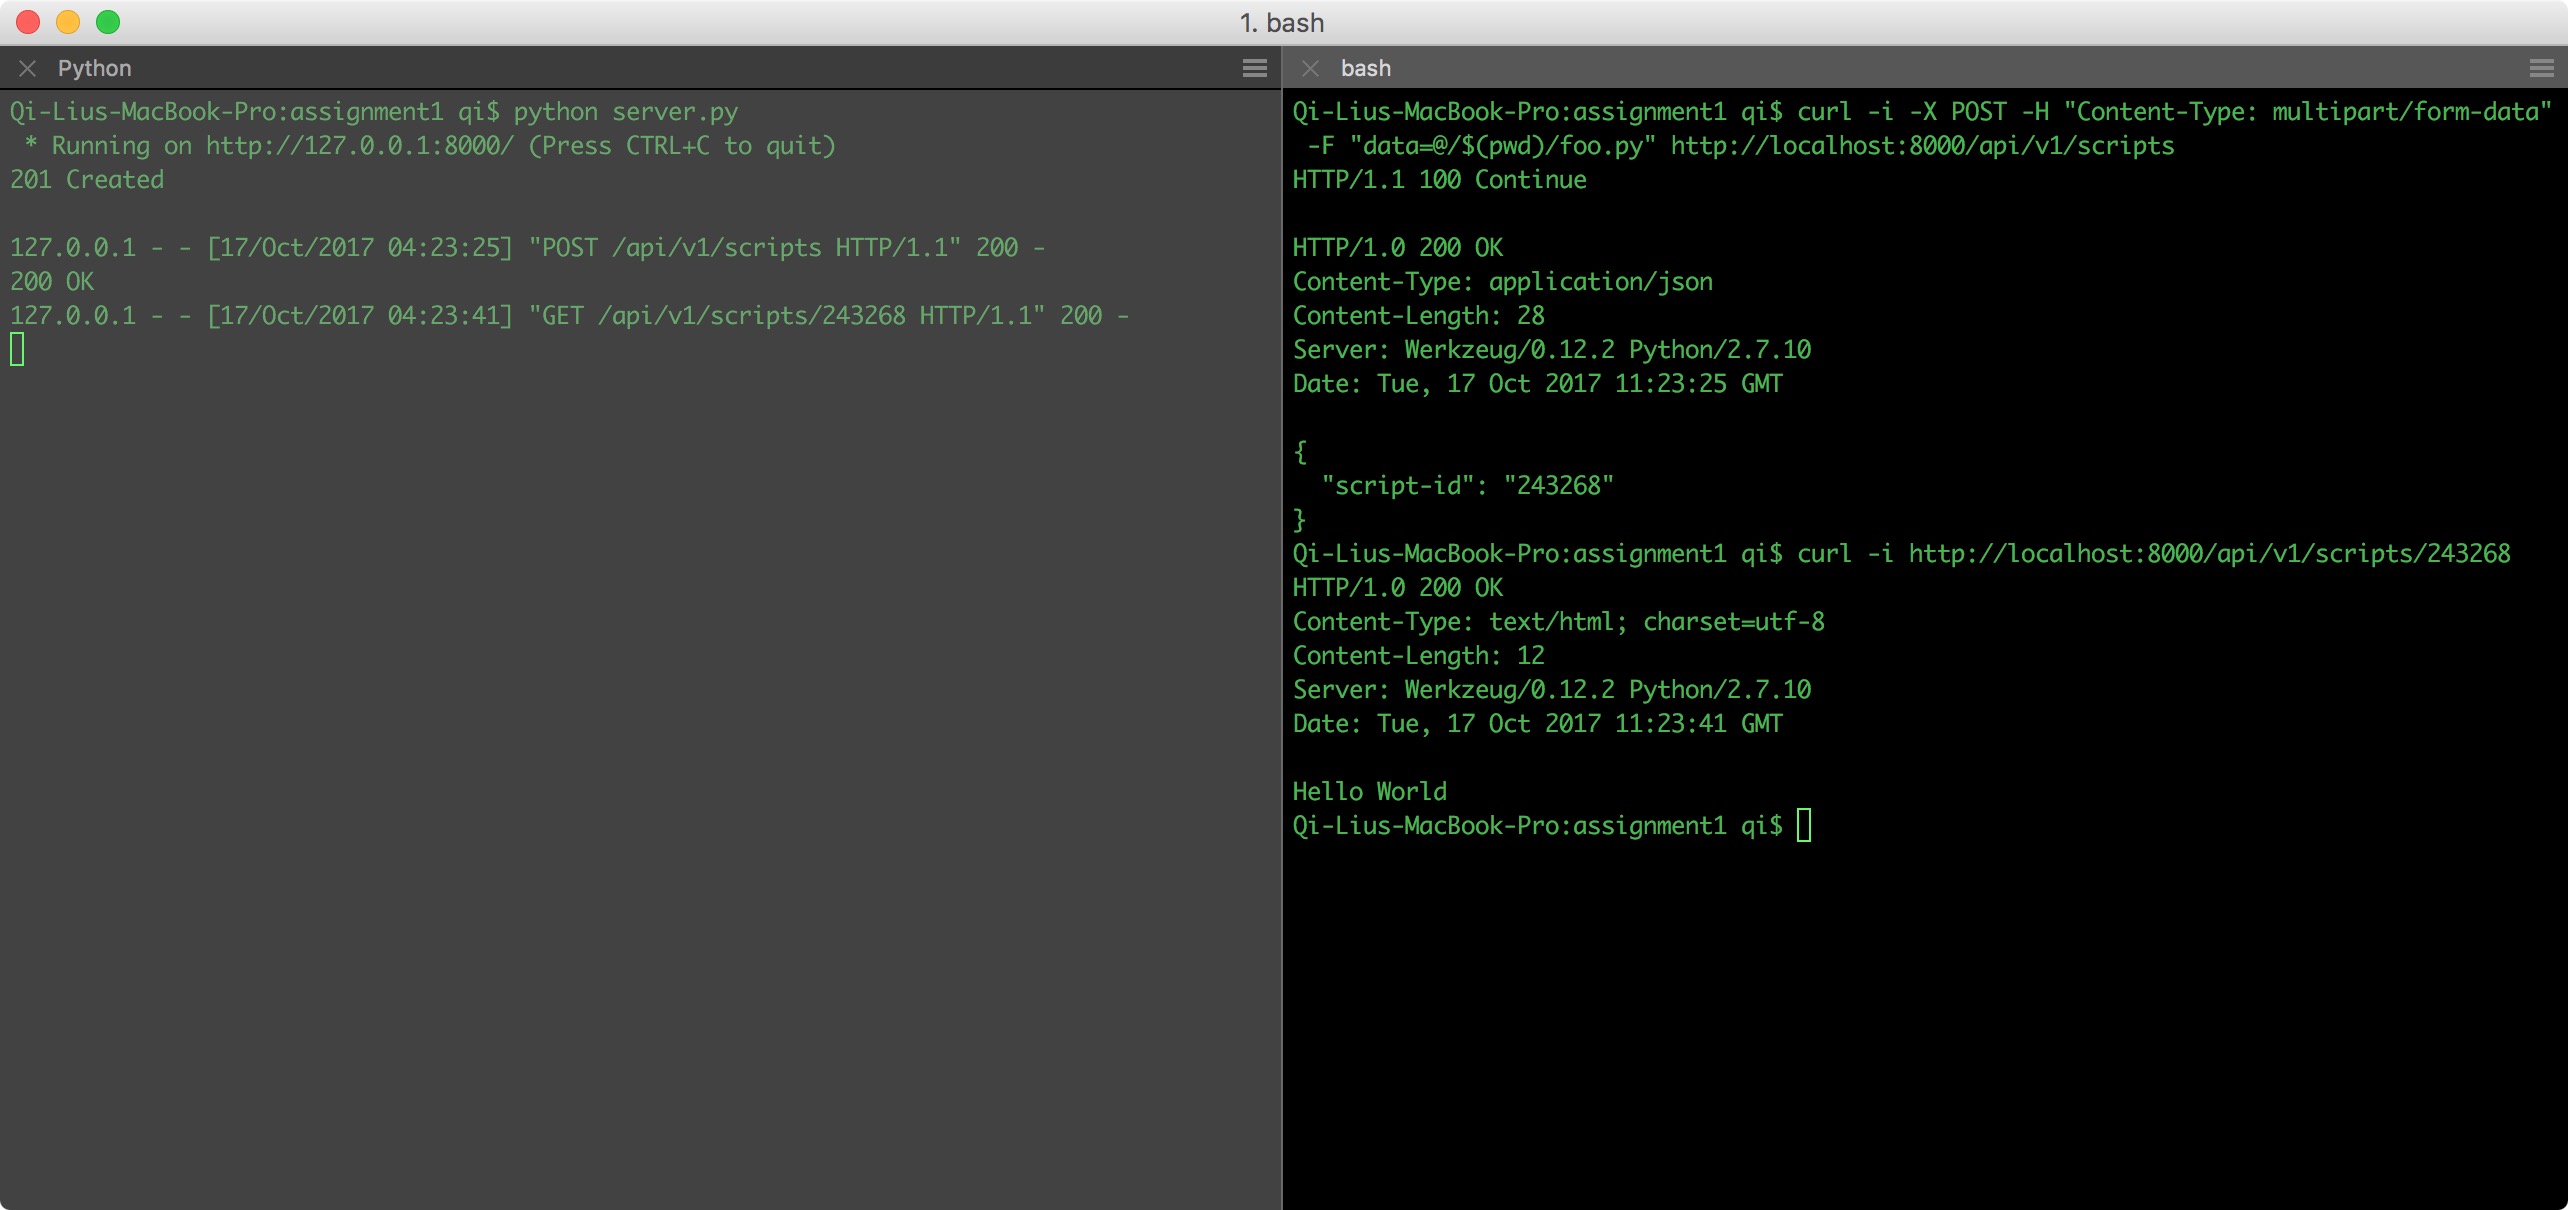 1. bash
Python
Qi-Lius-MacBook-Pro:assignment1 qi$ python server.py
 * Running on http://127.0.0.1:8000/ (Press CTRL+C to quit)
201 Created
127.0.0.1 - - [17/Oct/2017 04:23:25] "POST /api/v1/scripts HTTP/1.1" 200 -
200 OK
127.0.0.1 - - [17/Oct/2017 04:23:41] "GET /api/v1/scripts/243268 HTTP/1.1" 200 -
bash
Qi-Lius-MacBook-Pro:assignment1 qi$ curl -i -X POST -H "Content-Type: multipart/form-data"
 -F "data=@/$(pwd)/foo.py" http://localhost:8000/api/v1/scripts
HTTP/1.1 100 Continue
HTTP/1.0 200 OK
Content-Type: application/json
Content-Length: 28
Server: Werkzeug/0.12.2 Python/2.7.10
Date: Tue, 17 Oct 2017 11:23:25 GMT
{
  "script-id": "243268"
}
Qi-Lius-MacBook-Pro:assignment1 qi$ curl -i http://localhost:8000/api/v1/scripts/243268
HTTP/1.0 200 OK
Content-Type: text/html; charset=utf-8
Content-Length: 12
Server: Werkzeug/0.12.2 Python/2.7.10
Date: Tue, 17 Oct 2017 11:23:41 GMT
Hello World
Qi-Lius-MacBook-Pro:assignment1 qi$